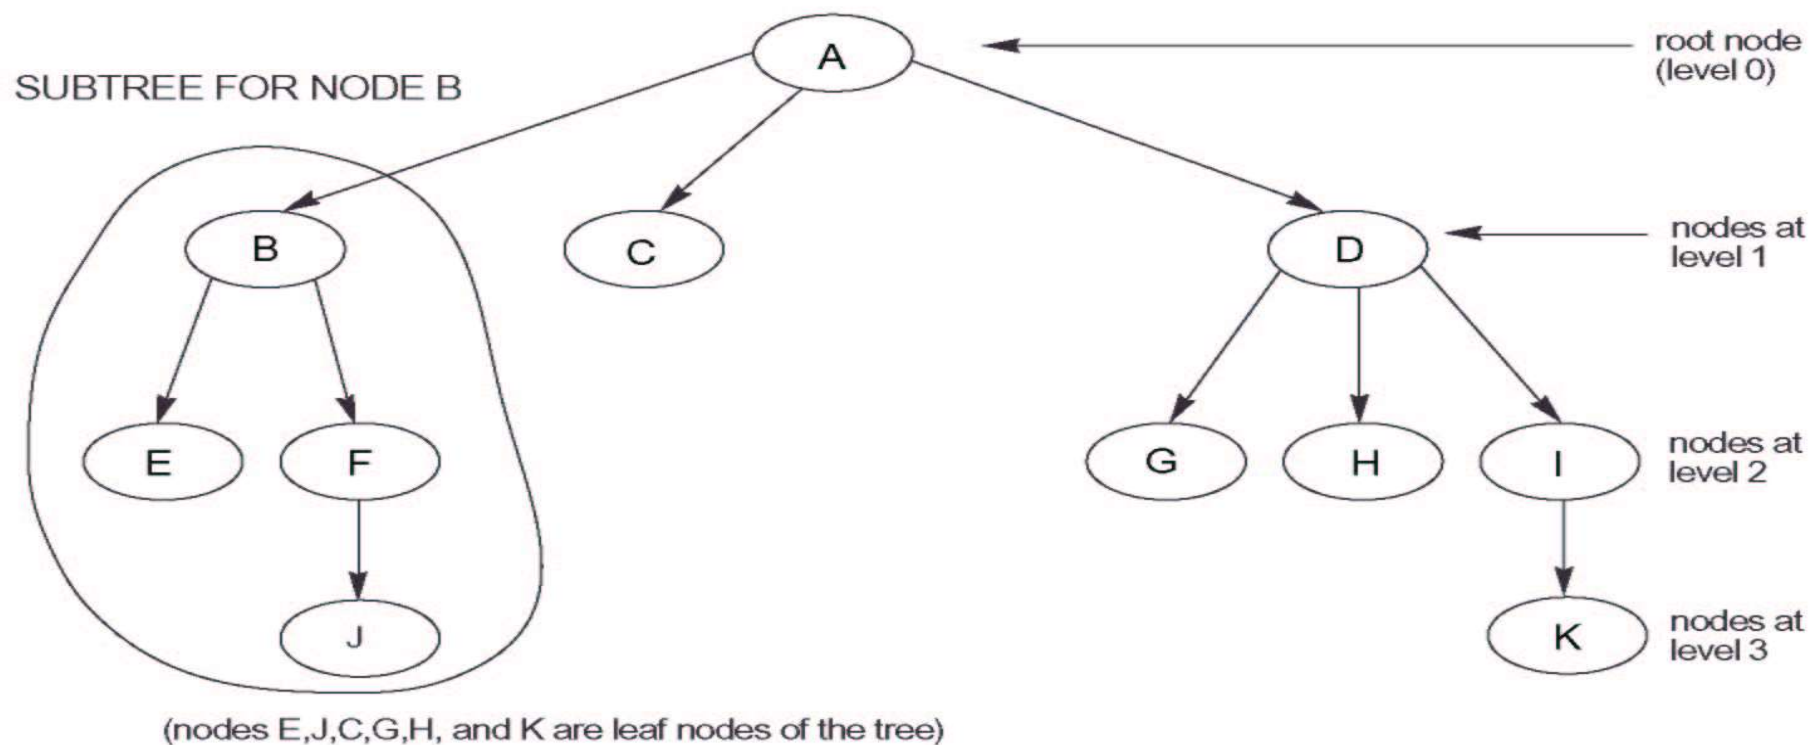 A
root node
(level 0)
SUBTREE FOR NODE B
B
C
D
nodes at
level 1
E
F
G
H
I
nodes at
level 2
J
K
nodes at
level 3
(nodes E,J,C,G,H, and K are leaf nodes of the tree)